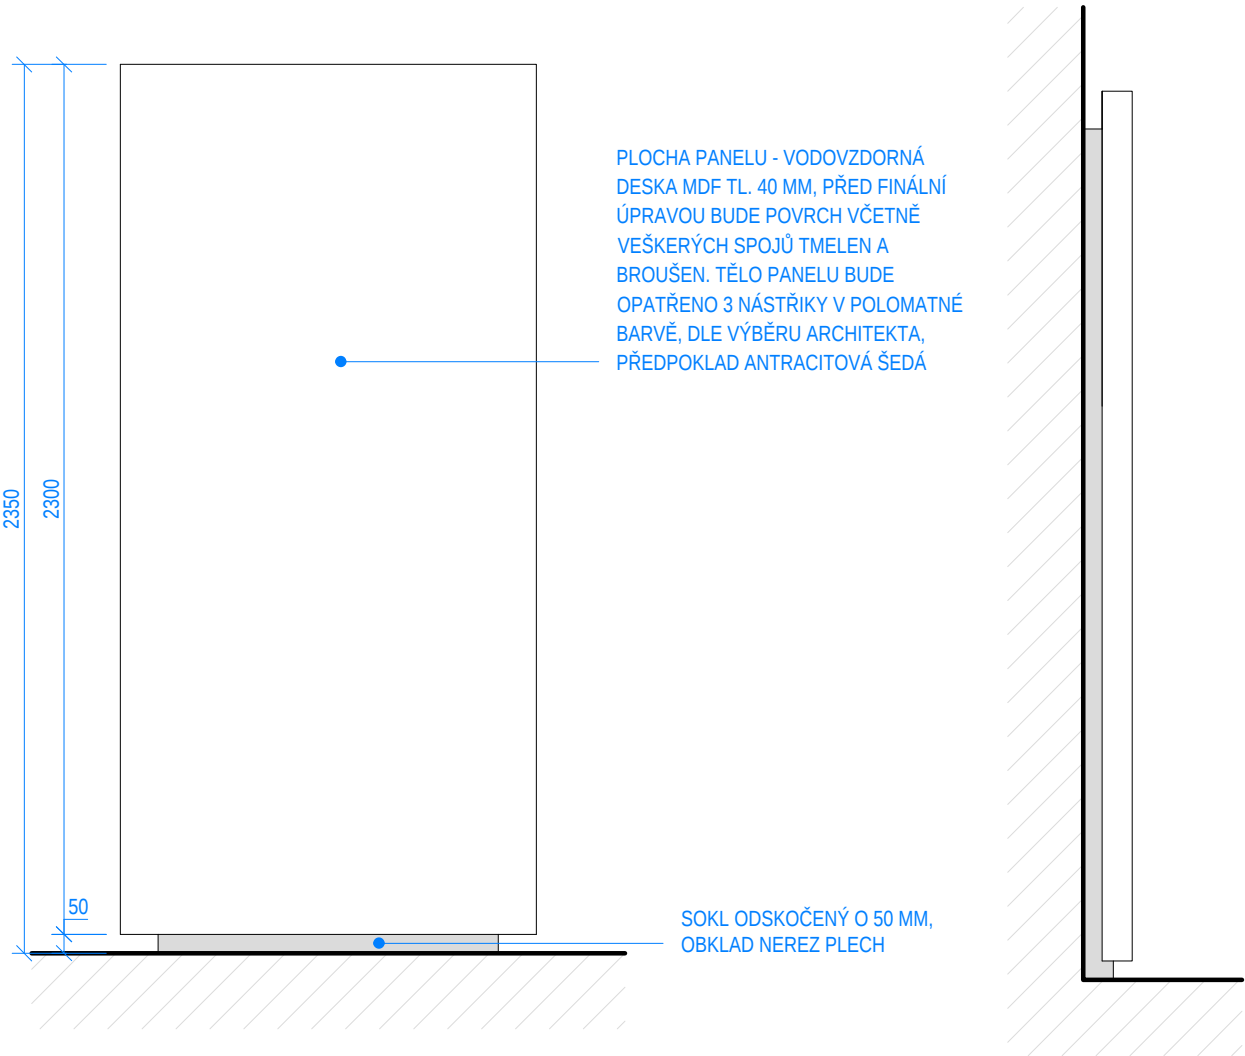 PLOCHA PANELU - VODOVZDORNÁ
DESKA MDF TL. 40 MM, PŘED FINÁLNÍ
ÚPRAVOU BUDE POVRCH VČETNĚ
VEŠKERÝCH SPOJŮ TMELEN A
BROUŠEN. TĚLO PANELU BUDE
OPATŘENO 3 NÁSTŘIKY V POLOMATNÉ
BARVĚ, DLE VÝBĚRU ARCHITEKTA,
PŘEDPOKLAD ANTRACITOVÁ ŠEDÁ
2350
2300
50
SOKL ODSKOČENÝ O 50 MM,
OBKLAD NEREZ PLECH